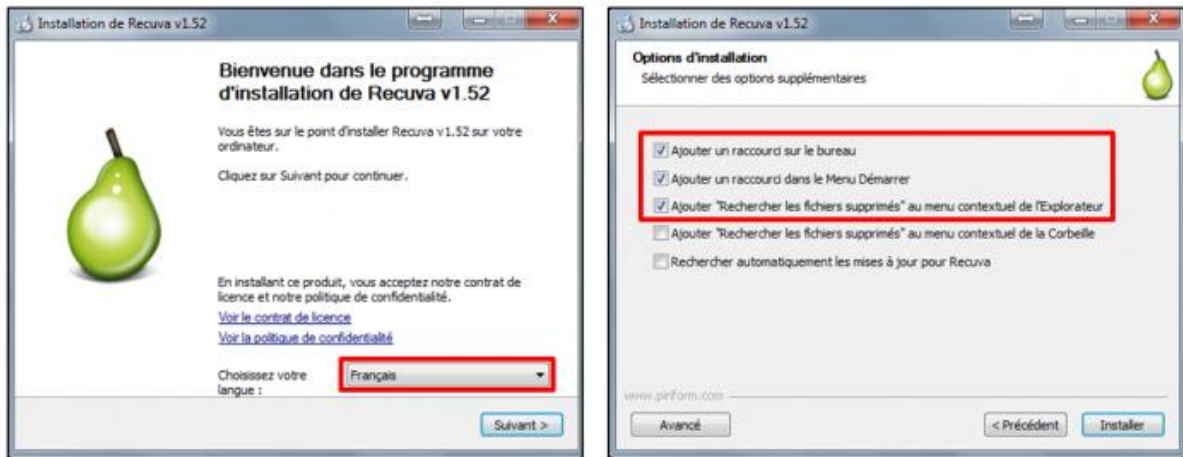 Installation de Recuva v1.52
Bienvenue dans le programme
d'installation de Recuva v1.52
Vous êtes sur le point d'installer Recuva v1.52 sur votre
ordinateur.
Cliquez sur Suivant pour continuer.
En installant ce produit, vous acceptez notre contrat de
licence et notre politique de confidentialité.
Voir le contrat de licence
Voir la politique de confidentialité
Choisissez votre
langue :
Français
Suivant >
Installation de Recuva v1.52
Options d'installation
Sélectionner des options supplémentaires
Ajouter un raccourci sur le bureau
Ajouter un raccourci dans le Menu Démarrer
Ajouter "Rechercher les fichiers supprimés" au menu contextuel de l'Explorateur
Ajouter "Rechercher les fichiers supprimés" au menu contextuel de la Corbeille
Rechercher automatiquement les mises à jour pour Recuva
www.piriform.com
Avancé
< Précédent
Installer